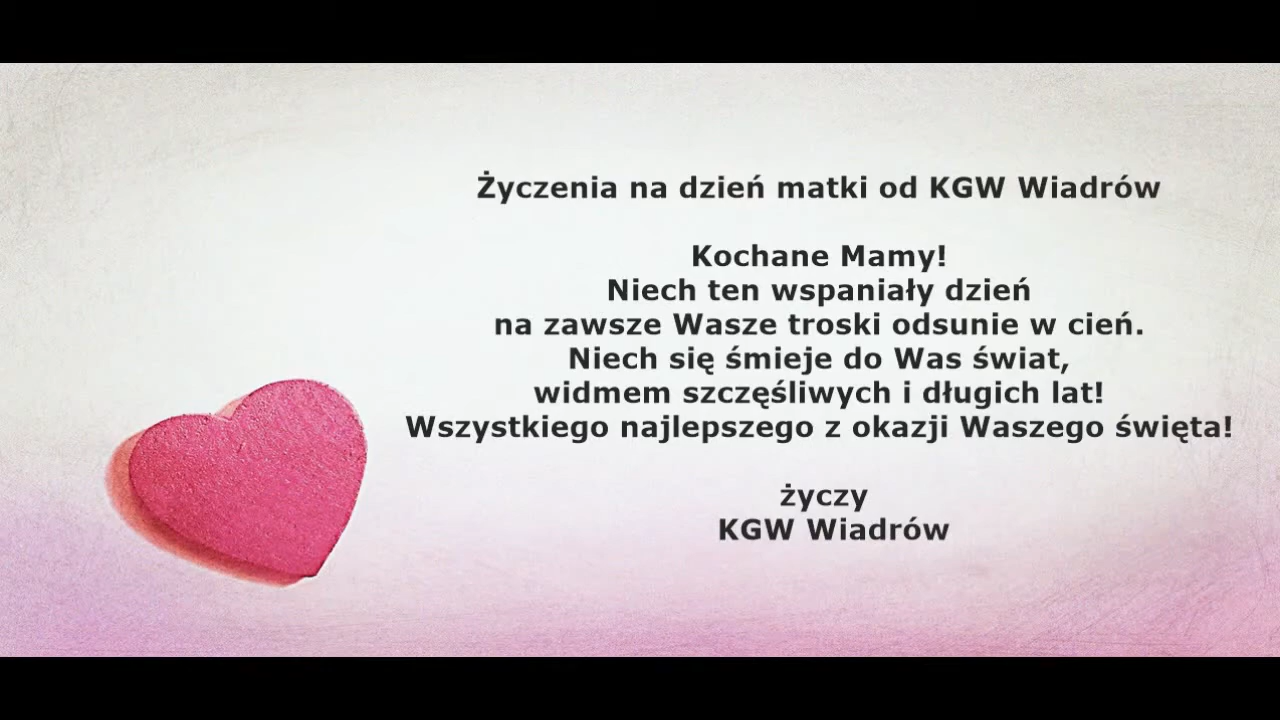 Życzenia na dzień matki od KGW Wiadrów
Kochane Mamy!
Niech ten wspaniały dzień
na zawsze Wasze troski odsunie w cień.
Niech się śmieje do Was świat,
widmem szczęśliwych i długich lat!
Wszystkiego najlepszego z okazji Waszego święta!
życzy
KGW Wiadrów